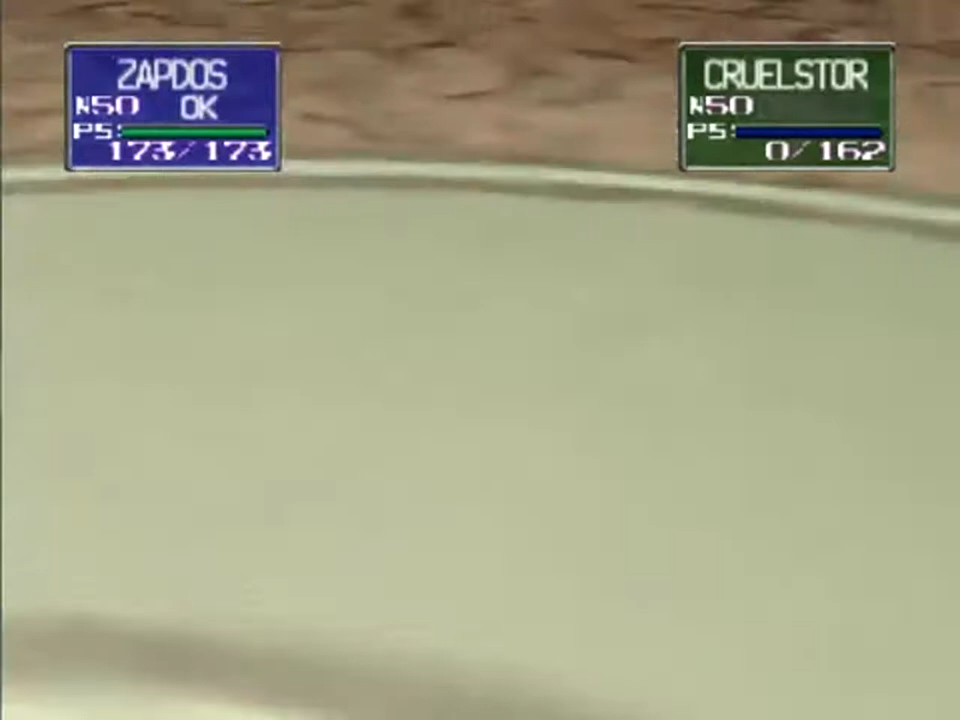 ZAPDOS
N50 OK
PS:
173/173
CRUELSTOR
N50
PS:
0/162